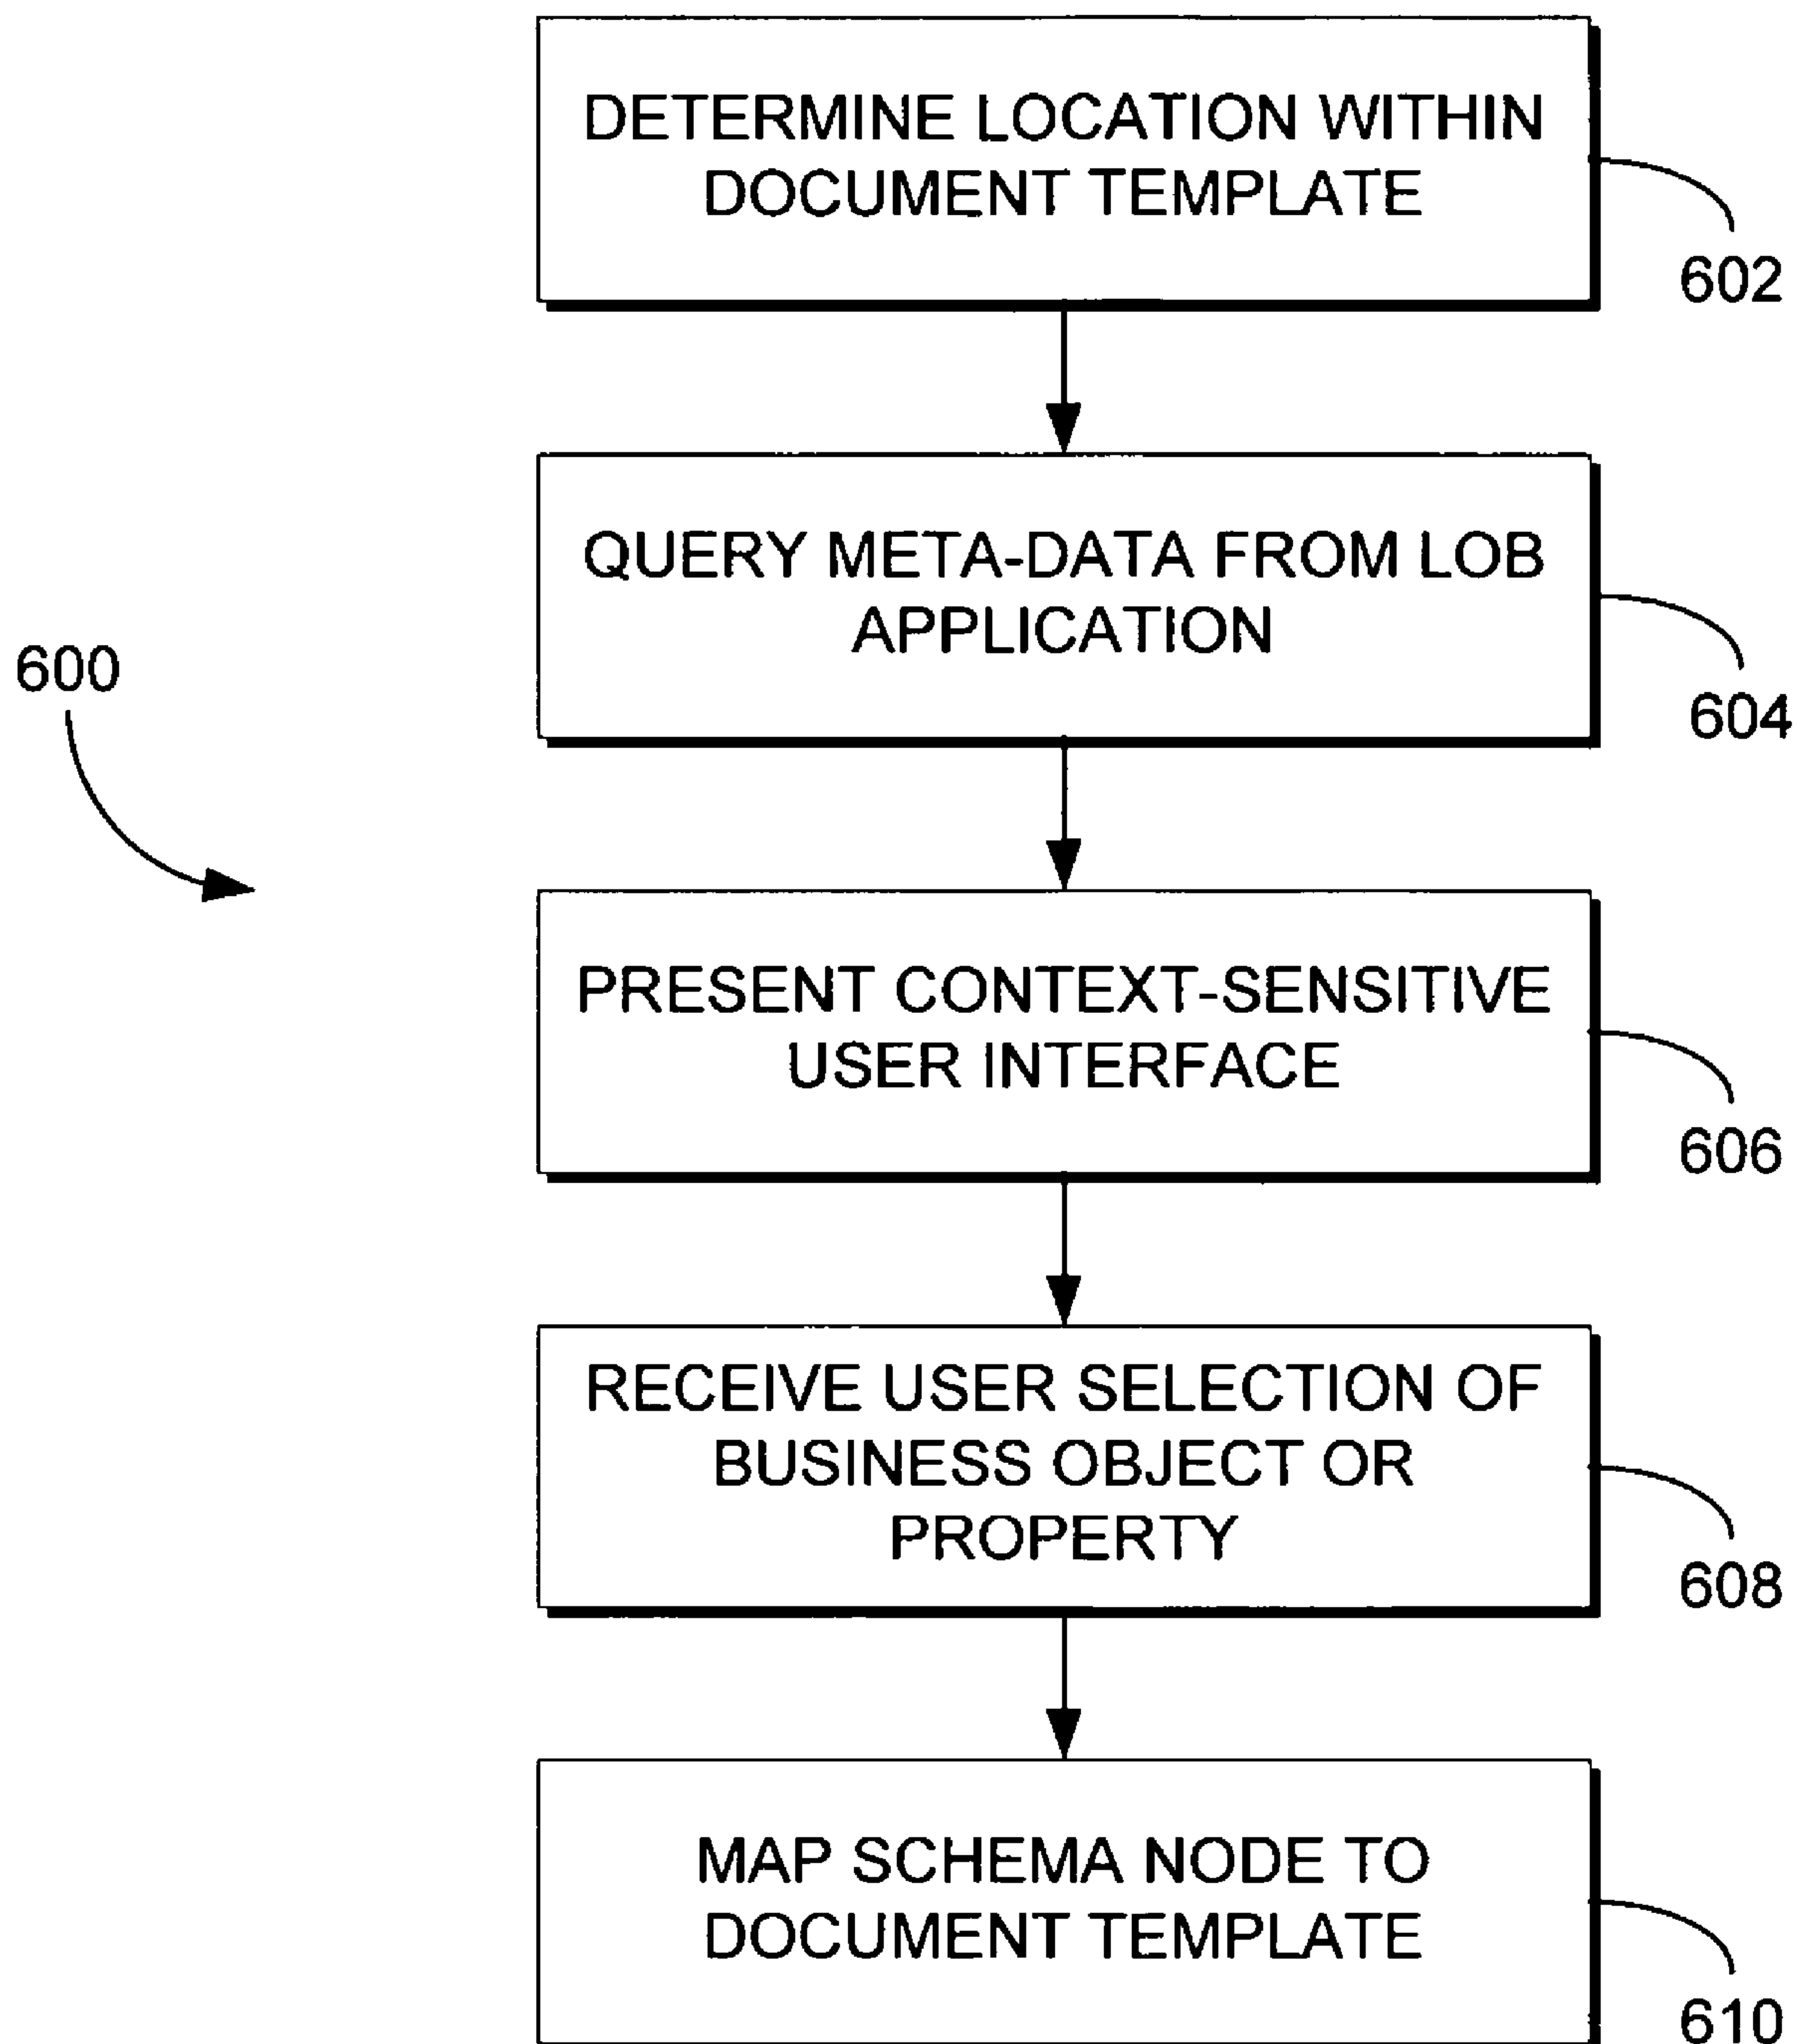 DETERMINE LOCATION WITHIN
DOCUMENT TEMPLATE
602
QUERY META-DATA FROM LOB
APPLICATION
604
600
PRESENT CONTEXT-SENSITIVE
USER INTERFACE
606
RECEIVE USER SELECTION OF
BUSINESS OBJECT OR
PROPERTY
608
MAP SCHEMA NODE TO
DOCUMENT TEMPLATE
610